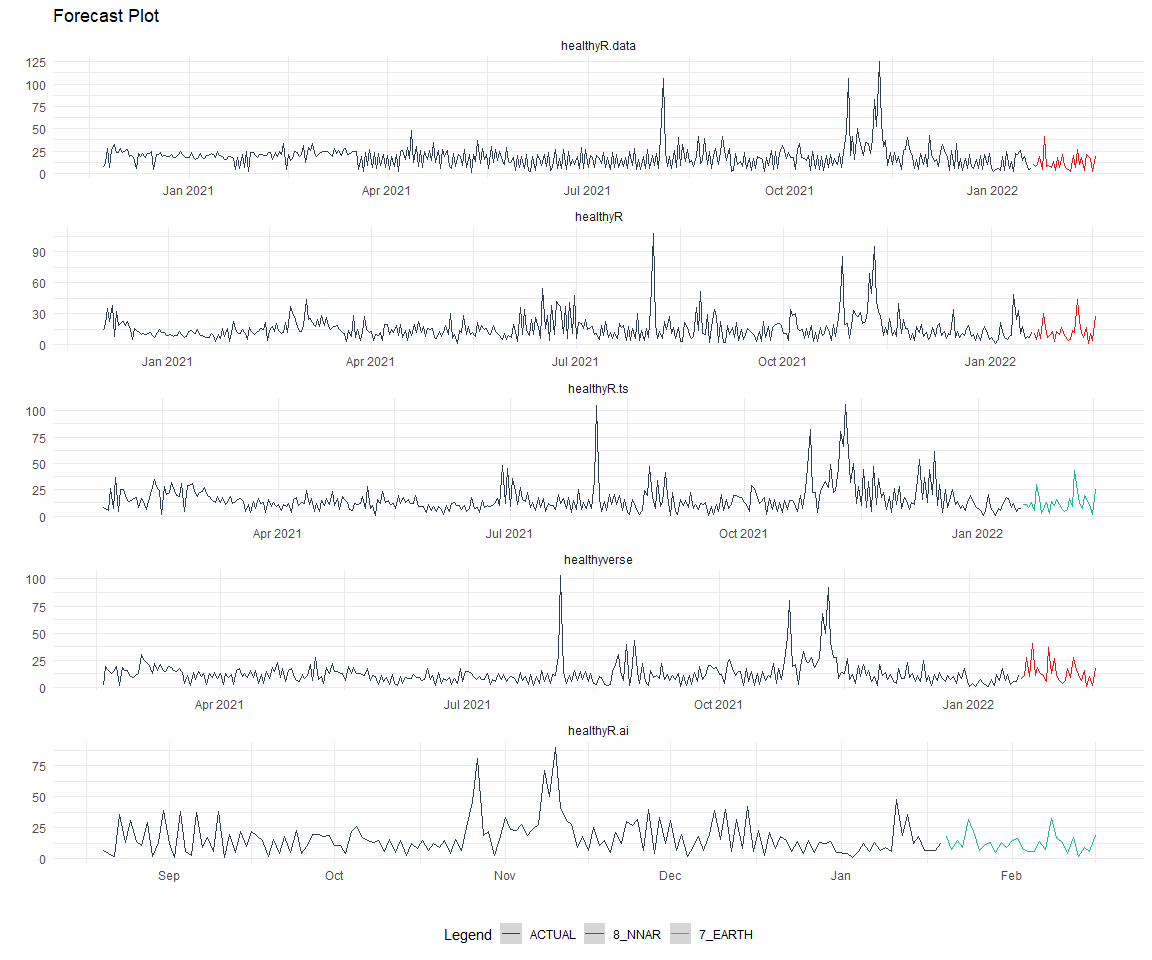 Forecast Plot
healthyR.data
125
100
75
50
25
0
Jan 2021 Apr 2021 Jul 2021 Oct 2021 Jan 2022
healthyR
90
60
30
0
Jan 2021 Apr 2021 Jul 2021 Oct 2021 Jan 2022
healthyR.ts
100
75
50
25
0
Apr 2021 Jul 2021 Oct 2021 Jan 2022
healthyverse
100
75
50
25
0
Apr 2021 Jul 2021 Oct 2021 Jan 2022
healthyR.ai
75
50
25
0
Sep Oct Nov Dec Jan Feb
Legend ACTUAL 8_NNAR 7_EARTH